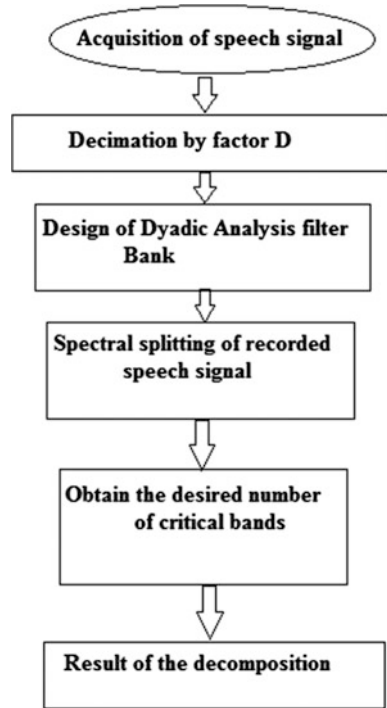 Acquisition of speech signal
Decimation by factor D
Design of Dyadic Analysis filter
Bank
Spectral splitting of recorded
speech signal
Obtain the desired number
of critical bands
Result of the decomposition